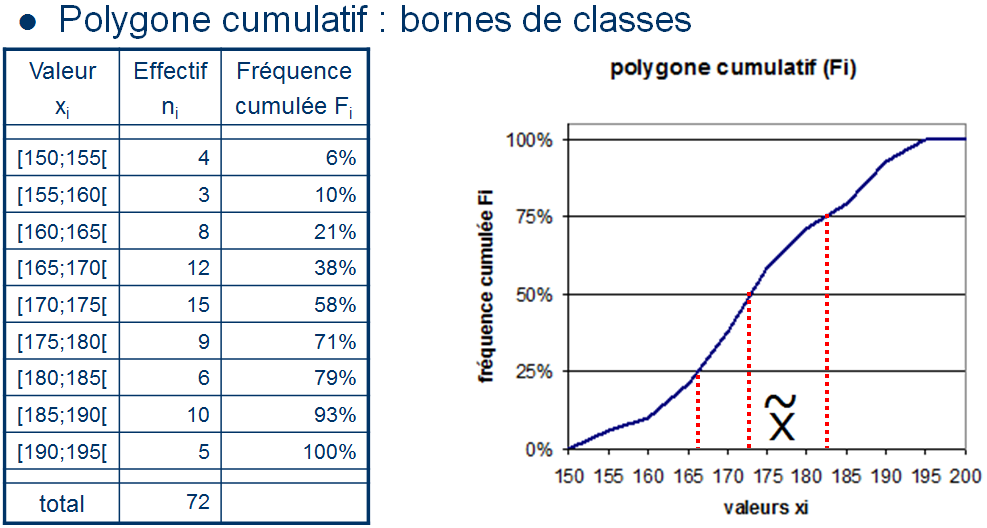 ● Polygone cumulatif : bornes de classes
Valeur xi Effectif ni Fréquence cumulée Fi
[150;155[ 4 6%
[155;160[ 3 10%
[160;165[ 8 21%
[165;170[ 12 38%
[170;175[ 15 58%
[175;180[ 9 71%
[180;185[ 6 79%
[185;190[ 10 93%
[190;195[ 5 100%
total 72
polygone cumulatif (Fi)
fréquence cumulée Fi
100%
75%
50%
25%
0%
x̃
150 155 160 165 170 175 180 185 190 195 200
valeurs xi